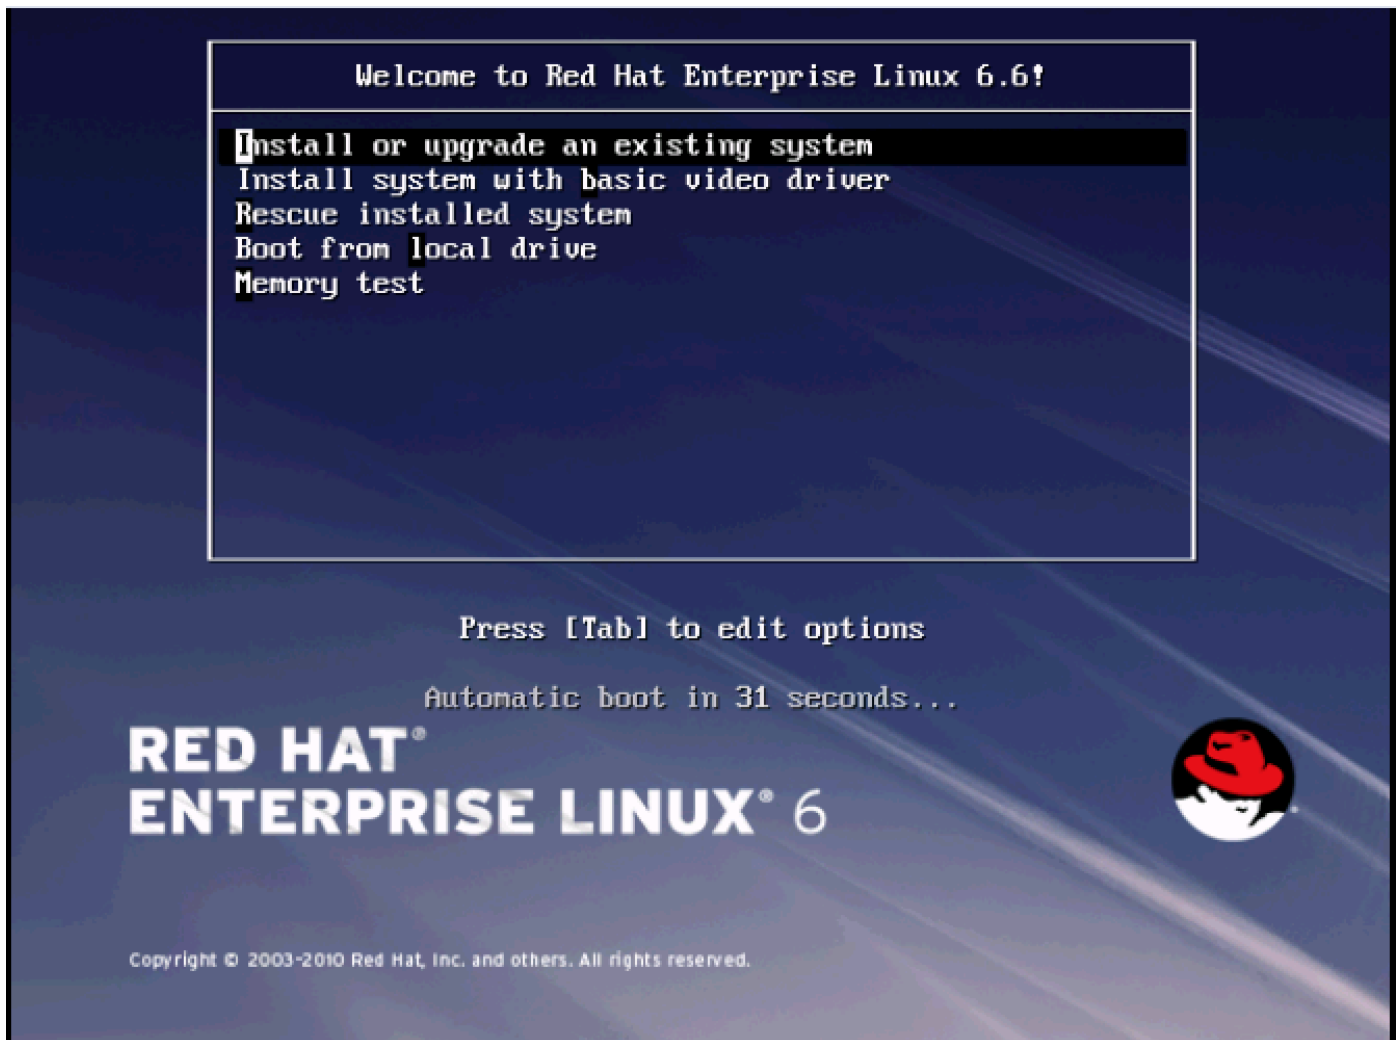 Welcome to Red Hat Enterprise Linux 6.6!
Install or upgrade an existing system
Install system with basic video driver
Rescue installed system
Boot from local drive
Memory test
Press [Tab] to edit options
Automatic boot in 31 seconds...
RED HAT®
ENTERPRISE LINUX® 6
Copyright © 2003-2010 Red Hat, Inc. and others. All rights reserved.